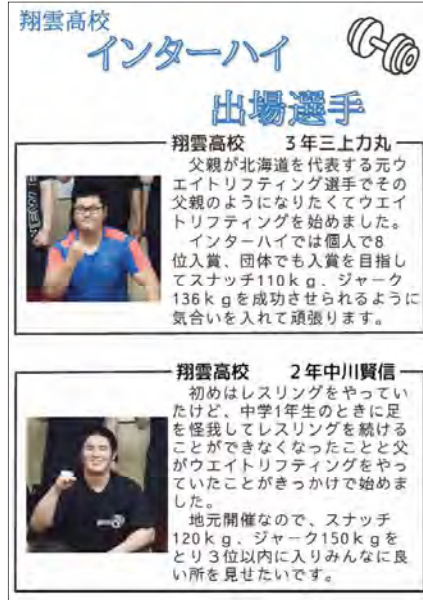 翔雲高校
インターハイ
出場選手
翔雲高校　　３年三上力丸
　父親が北海道を代表する元ウ
エイトリフティング選手でその
父親のようになりたくてウエイ
トリフティングを始めました。
　インターハイでは個人で8
位入賞、団体でも入賞を目指し
てスナッチ110ｋｇ、ジャーク
136ｋｇを成功させられるように
気合いを入れて頑張ります。
翔雲高校　　２年中川賢信
　初めはレスリングをやってい
たけど、中学1年生のときに足
を怪我してレスリングを続ける
ことができなくなったことと父
がウエイトリフティングをやっ
ていたことがきっかけで始めま
した。
　地元開催なので、スナッチ
120ｋｇ、ジャーク150ｋｇを
とり３位以内に入りみんなに良
い所を見せたいです。